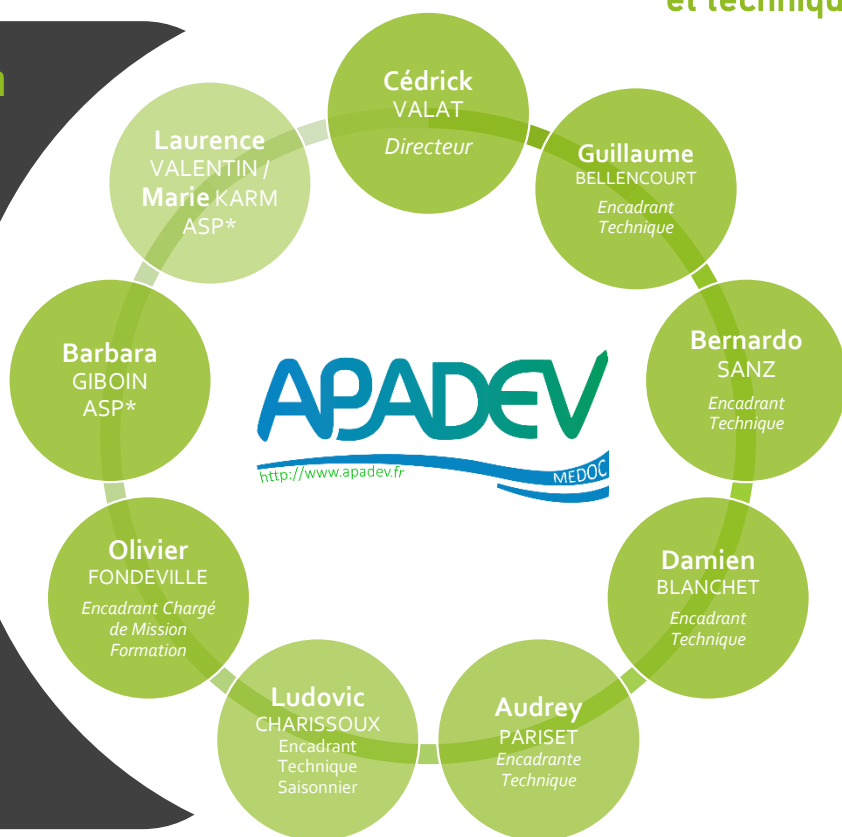 et techniqu
n
Cédrick
VALAT
Directeur
Guillaume
BELLENCOURT
Encadrant
Technique
Bernardo
SANZ
Encadrant
Technique
Damien
BLANCHET
Encadrant
Technique
Audrey
PARISET
Encadrante
Technique
Ludovic
CHARISSOUX
Encadrant
Technique
Saisonnier
Olivier
FONDEVILLE
Encadrant Chargé
de Mission
Formation
Barbara
GIBOIN
ASP*
Laurence
VALENTIN /
Marie KARM
ASP*
APADEV
http://www.apadev.fr
MEDOC